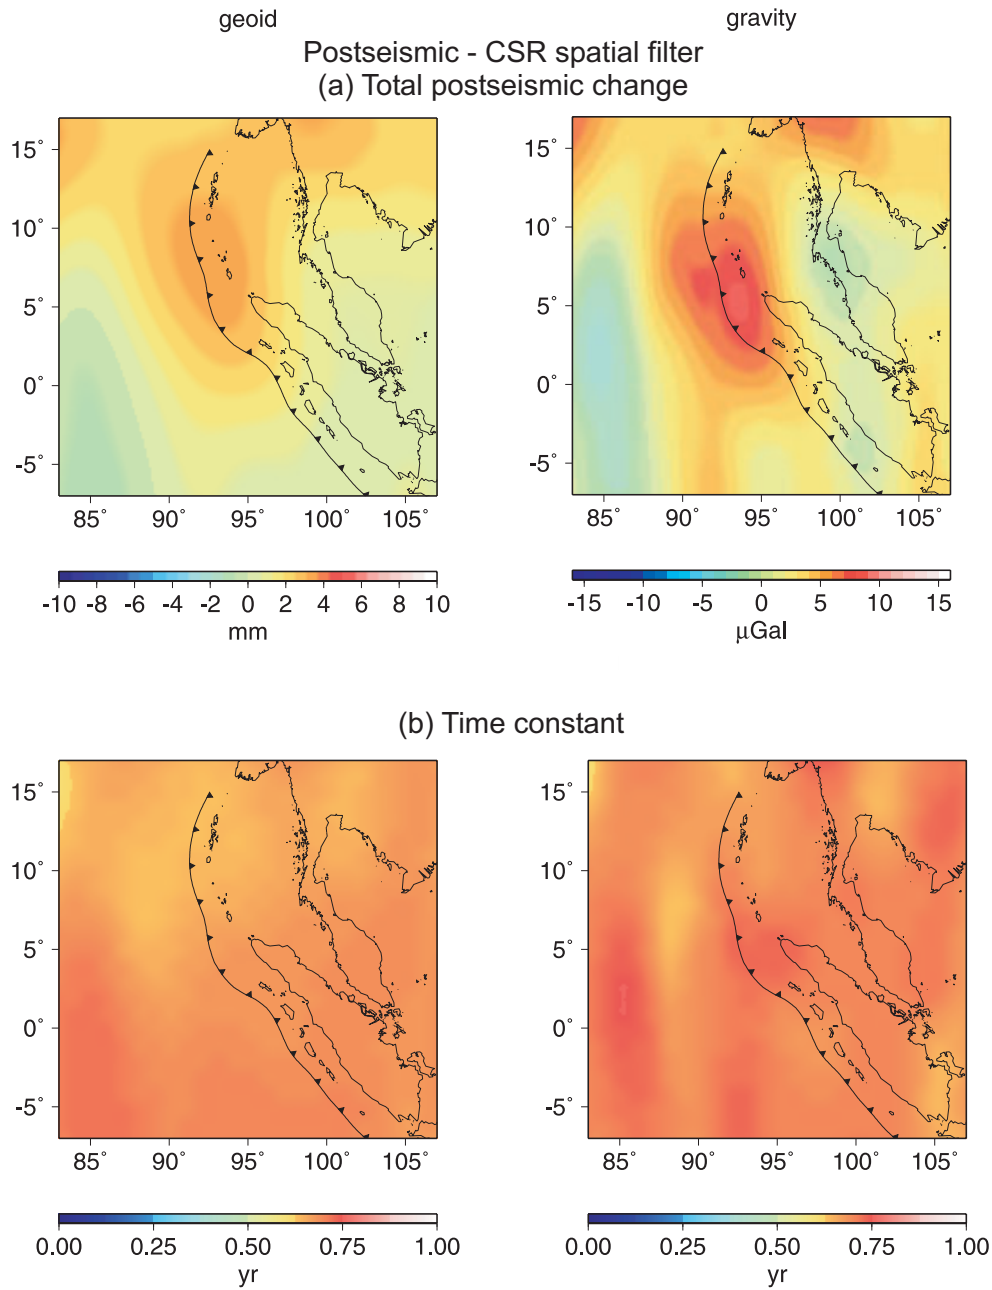 geoid gravity
Postseismic - CSR spatial filter
(a) Total postseismic change
15° 15°
10° 10°
5° 5°
0° 0°
-5° -5°
85° 90° 95° 100° 105° 85° 90° 95° 100° 105°
-10 -8 -6 -4 -2 0 2 4 6 8 10 -15 -10 -5 0 5 10 15
mm μGal
(b) Time constant
15° 15°
10° 10°
5° 5°
0° 0°
-5° -5°
85° 90° 95° 100° 105° 85° 90° 95° 100° 105°
0.00 0.25 0.50 0.75 1.00 0.00 0.25 0.50 0.75 1.00
yr yr